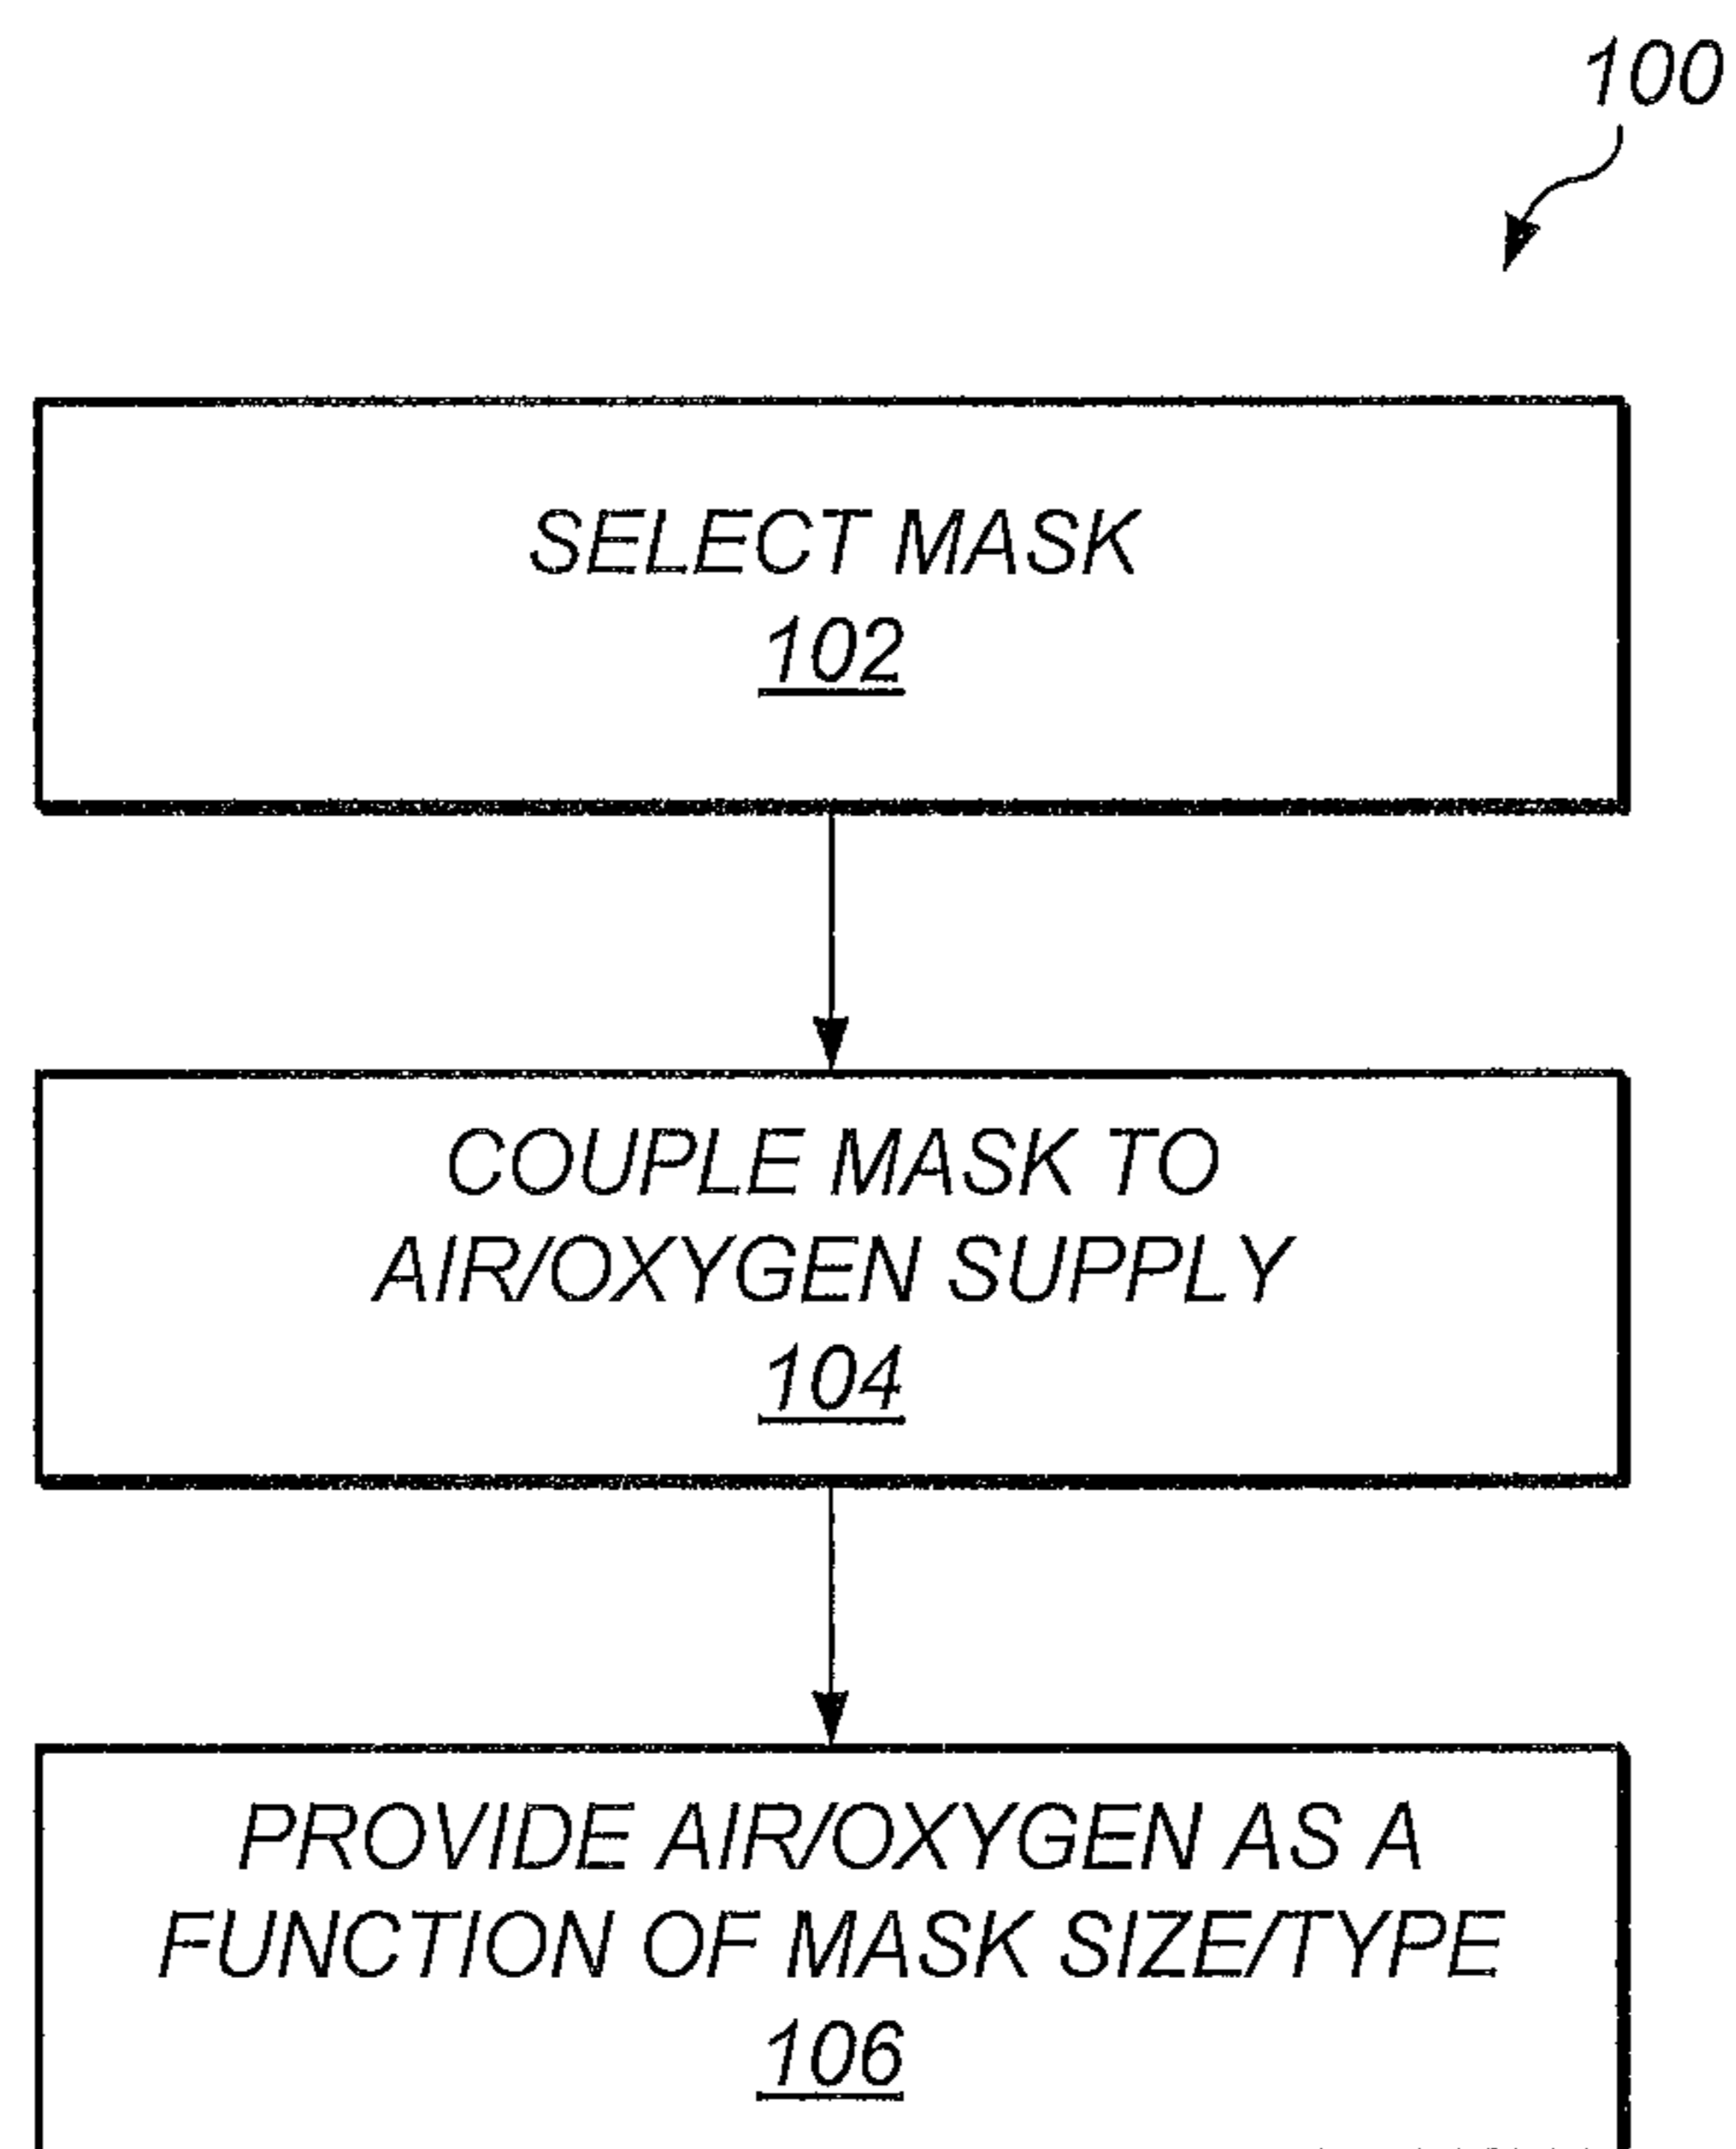 100
SELECT MASK
102
COUPLE MASK TO
AIR/OXYGEN SUPPLY
104
PROVIDE AIR/OXYGEN AS A
FUNCTION OF MASK SIZE/TYPE
106